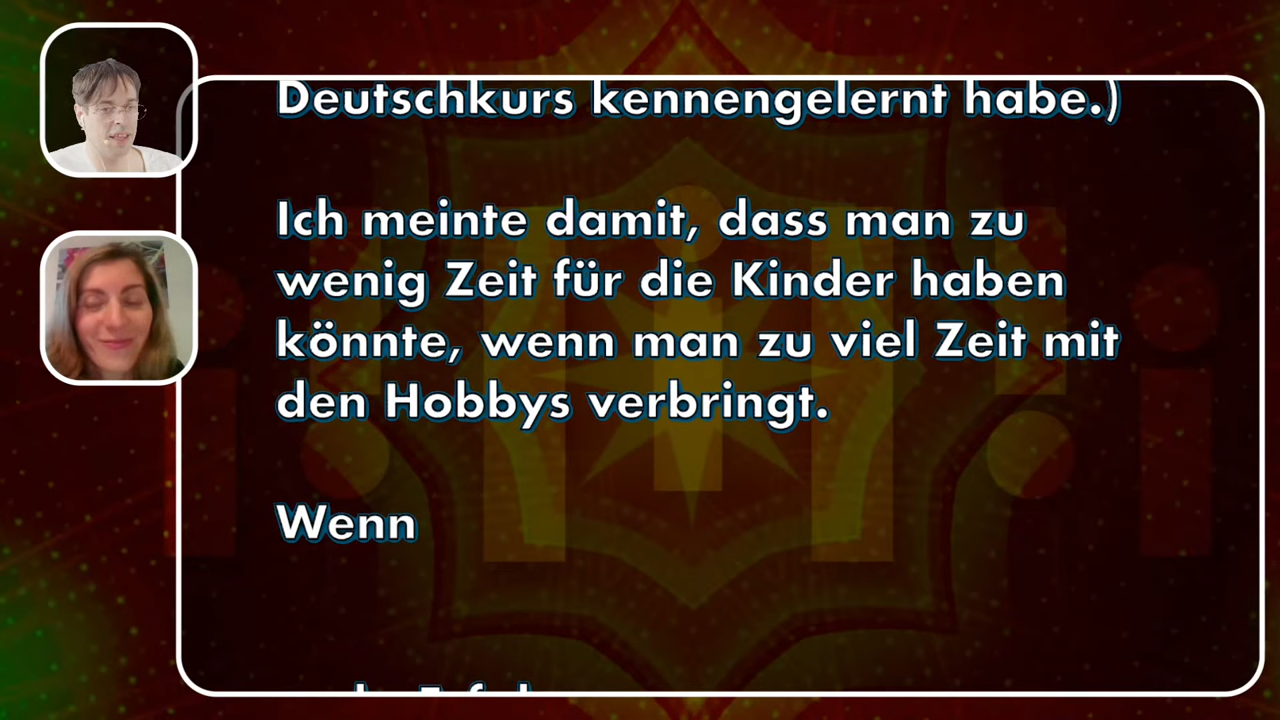 Deutschkurs kennengelernt habe.)
Ich meinte damit, dass man zu
wenig Zeit für die Kinder haben
könnte, wenn man zu viel Zeit mit
den Hobbys verbringt.
Wenn